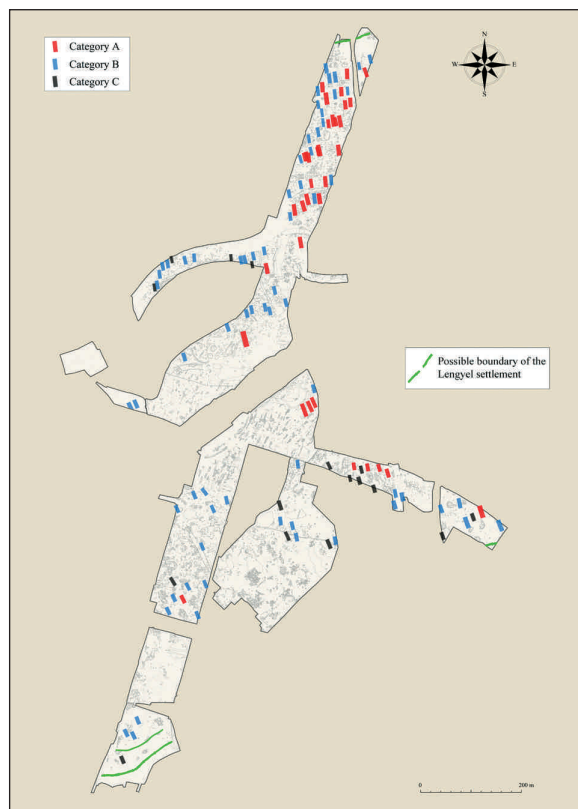 Category A
Category B
Category C
N
W E
S
Possible boundary of the
Lengyel settlement
0 200 m